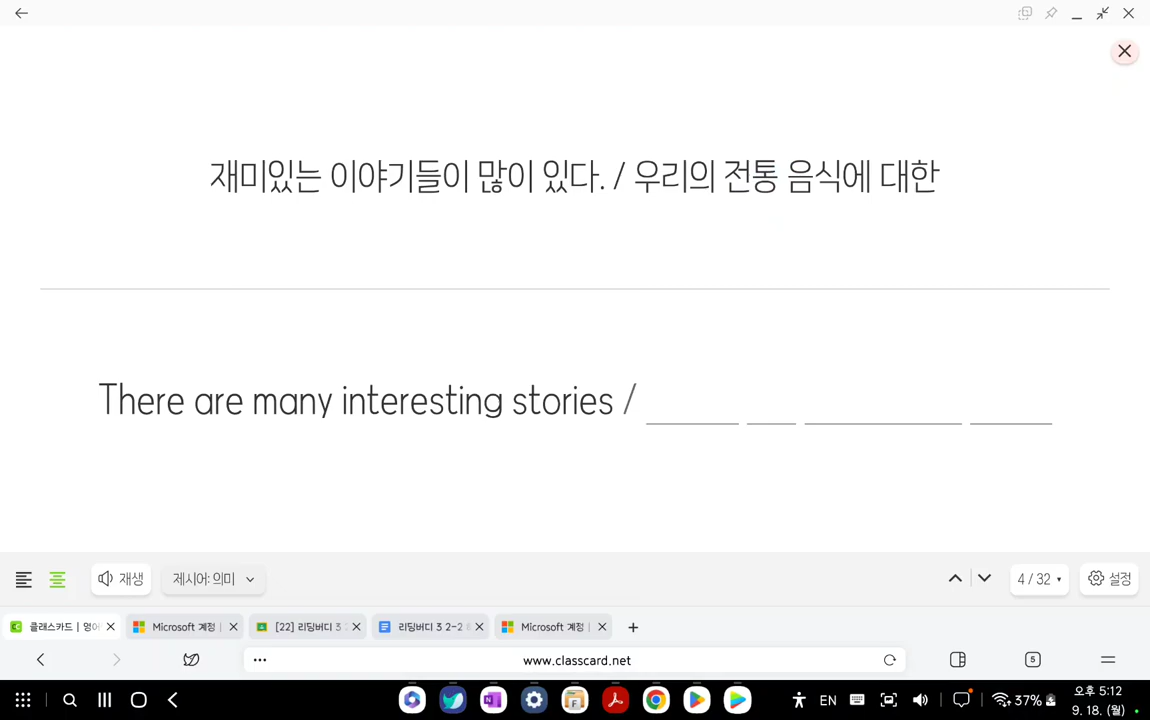 재미있는 이야기들이 많이 있다. / 우리의 전통 음식에 대한
There are many interesting stories /
재생
제시어: 의미
4 / 32
설정
클래스카드 | 영어
Microsoft 계정 |
[22] 리딩버디 3
리딩버디 3 2-2
Microsoft 계정 |
www.classcard.net
5
EN
37%
오후 5:12
9. 18. (월)